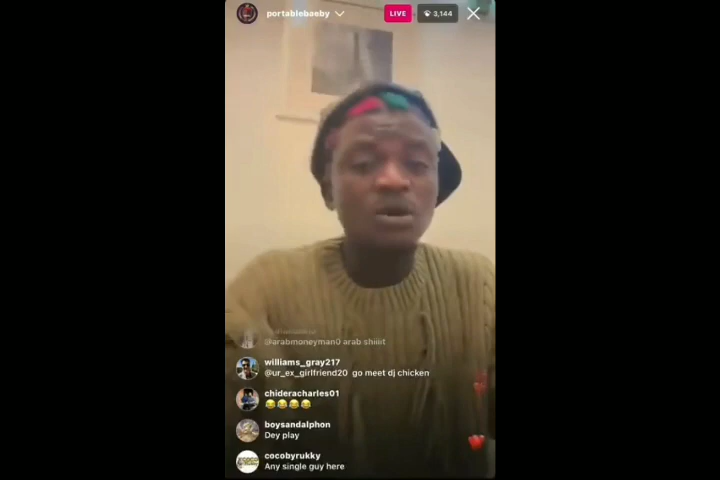 portablebaeby
LIVE
3,144
@arabmoneyman0 arab shiiiit
williams_gray217
@ur_ex_girlfriend20 go meet dj chicken
chideracharles01
😂😂😂😂
boysandalphon
Dey play
cocobyrukky
Any single guy here